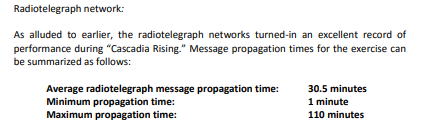 Radiotelegraph network:
As alluded to earlier, the radiotelegraph networks turned-in an excellent record of
performance during “Cascadia Rising.” Message propagation times for the exercise can
be summarized as follows:
Average radiotelegraph message propagation time: 30.5 minutes
Minimum propagation time: 1 minute
Maximum propagation time: 110 minutes